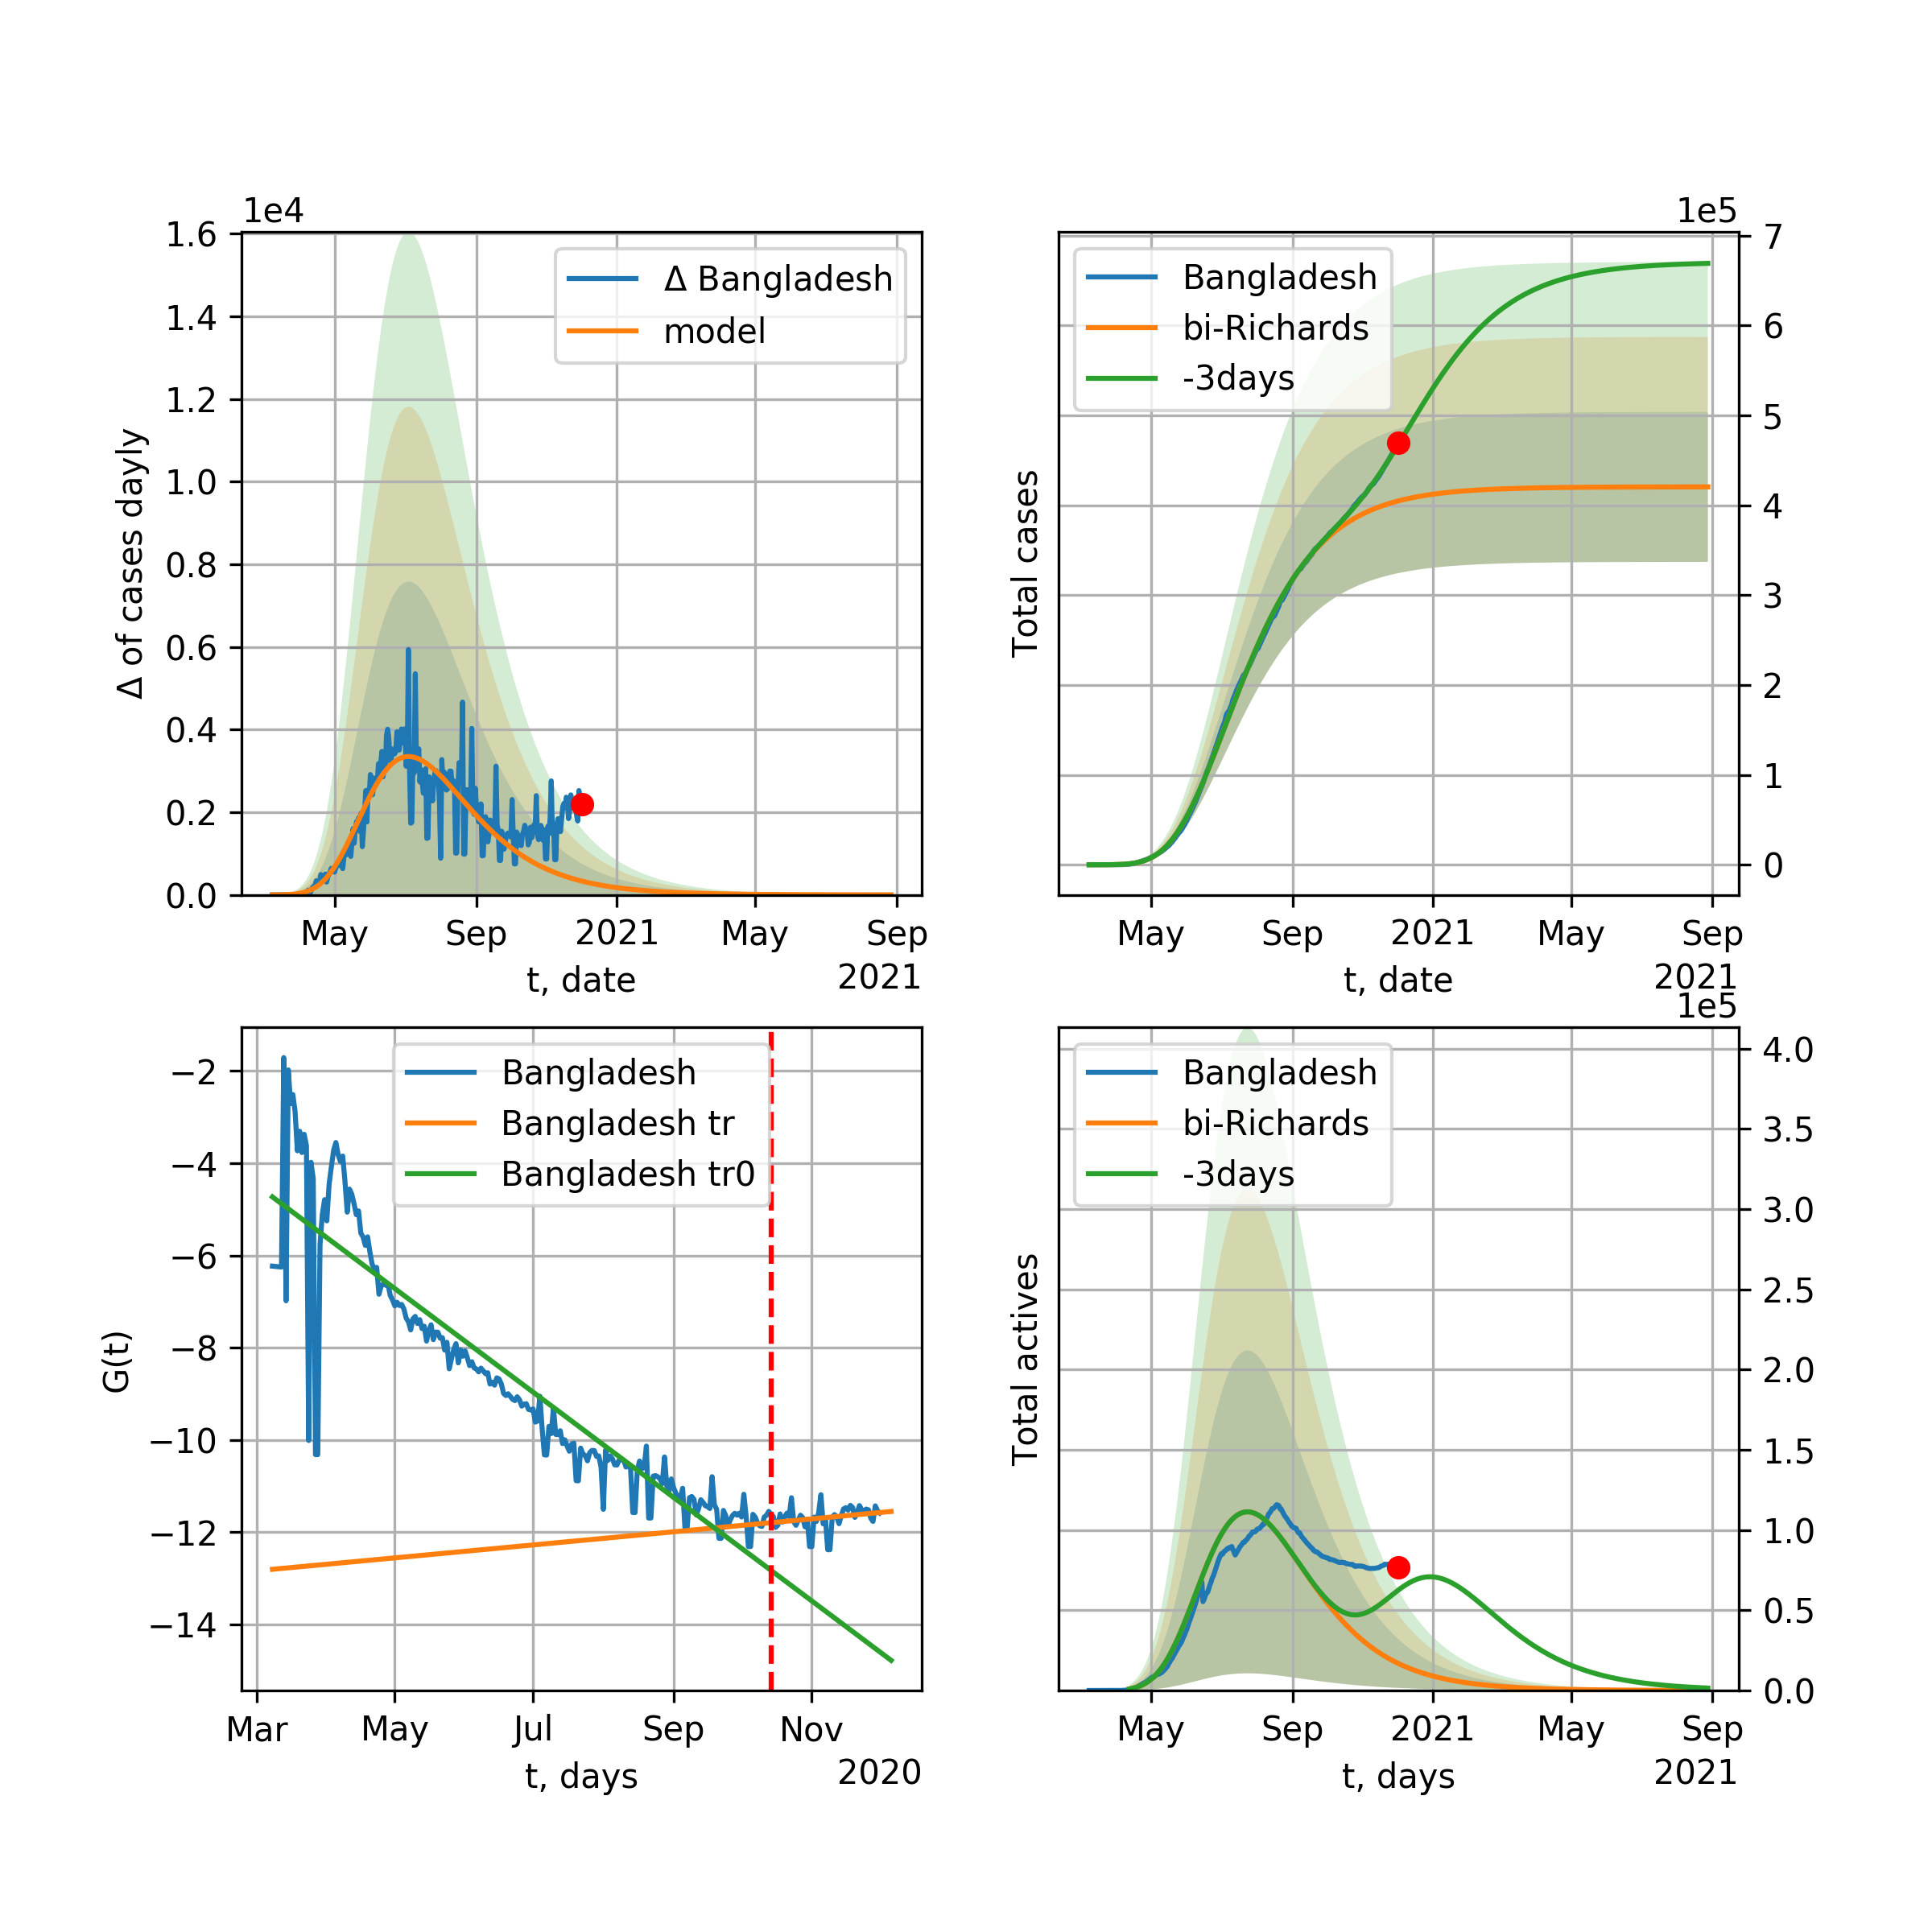 1e4
1.6
1.4
1.2
1.0
0.8
0.6
0.4
0.2
0.0
Δ of cases dayly
Δ Bangladesh
model
May
Sep
2021
May
Sep
t, date
2021
1e5
7
6
5
4
3
2
1
0
Total cases
Bangladesh
bi-Richards
-3days
May
Sep
2021
May
Sep
t, date
2021
−2
−4
−6
−8
−10
−12
−14
G(t)
Bangladesh
Bangladesh tr
Bangladesh tr0
Mar
May
Jul
Sep
Nov
t, days
2020
1e5
4.0
3.5
3.0
2.5
2.0
1.5
1.0
0.5
0.0
Total actives
Bangladesh
bi-Richards
-3days
May
Sep
2021
May
Sep
t, days
2021